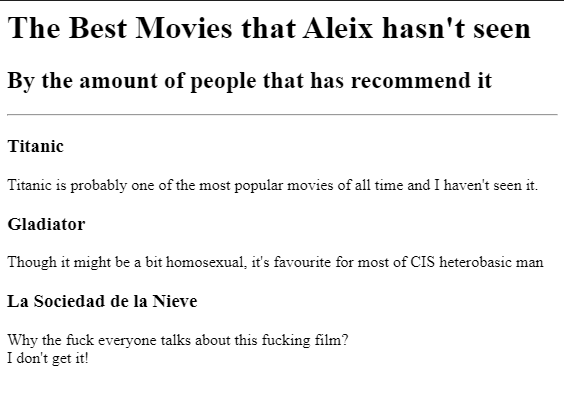 The Best Movies that Aleix hasn't seen
By the amount of people that has recommend it
Titanic
Titanic is probably one of the most popular movies of all time and I haven't seen it.
Gladiator
Though it might be a bit homosexual, it's favourite for most of CIS heterobasic man
La Sociedad de la Nieve
Why the fuck everyone talks about this fucking film?
I don't get it!